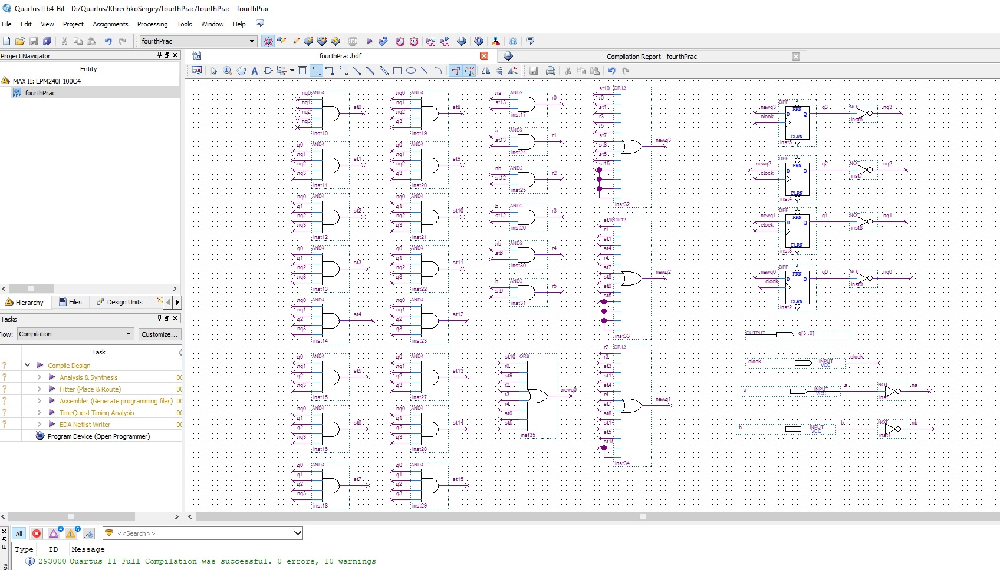 Quartus II 64-Bit - D:/Quartus/KhrechkoSergey/fourthPrac/fourthPrac - fourthPrac
File Edit View Project Assignments Processing Tools Window Help
fourthPrac
Project Navigator
Entity
MAX II: EPM240F100C4
fourthPrac
Hierarchy Files Design Units
Tasks
Flow: Compilation Customize...
Task
Compile Design
Analysis & Synthesis
Fitter (Place & Route)
Assembler (Generate programming files)
TimeQuest Timing Analysis
EDA Netlist Writer
Program Device (Open Programmer)
fourthPrac.bdf
Compilation Report - fourthPrac
nq0 AND4
nq1
nq2
nq3
st0
inst10
q0 AND4
nq1
nq2
nq3
st1
inst11
nq0 AND4
q1
nq2
nq3
st2
inst12
q0 AND4
q1
nq2
nq3
st3
inst13
nq0 AND4
nq1
q2
nq3
st4
inst14
q0 AND4
nq1
q2
nq3
st5
inst15
nq0 AND4
q1
q2
nq3
st6
inst16
q0 AND4
q1
q2
nq3
st7
inst18
nq0 AND4
nq1
nq2
q3
st8
inst19
q0 AND4
nq1
nq2
q3
st9
inst20
nq0 AND4
q1
nq2
q3
st10
inst21
q0 AND4
q1
nq2
q3
st11
inst22
nq0 AND4
nq1
q2
q3
st12
inst23
q0 AND4
nq1
q2
q3
st13
inst27
nq0 AND4
q1
q2
q3
st14
inst28
q0 AND4
q1
q2
q3
st15
inst29
na AND2
st13
r0
inst17
a AND2
st13
r1
inst24
nb AND2
st12
r2
inst25
b AND2
st12
r3
inst26
nb AND2
st6
r4
inst30
b AND2
st6
r5
inst31
st10 OR8
r0
st9
r2
r3
r4
st0
st5
newq0
inst35
st10 OR12
r0
st1
r3
r5
st7
st8
st5
st15
newq3
inst32
st10 OR12
r1
st1
st4
r4
st7
st8
st0
st5
newq2
inst33
r2 OR12
r3
st3
st11
st4
r4
st7
st8
st14
st5
newq1
inst34
newq3 DFF
clock
PRN
D Q
CLRN
inst5
q3 NOT nq3
inst6
newq2 DFF
clock
PRN
D Q
CLRN
inst4
q2 NOT nq2
inst7
newq1 DFF
clock
PRN
D Q
CLRN
inst3
q1 NOT nq1
inst8
newq0 DFF
clock
PRN
D Q
CLRN
inst2
q0 NOT nq0
inst9
OUTPUT q[3..0]
clock INPUT VCC clock
a INPUT VCC a NOT na
inst
b INPUT VCC b NOT nb
inst1
All 4 6 <<Search>>
Type ID Message
293000 Quartus II Full Compilation was successful. 0 errors, 10 warnings